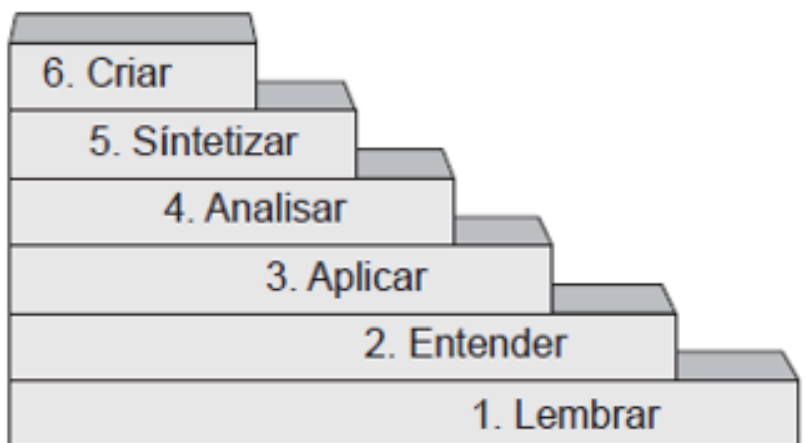 6. Criar
5. Síntetizar
4. Analisar
3. Aplicar
2. Entender
1. Lembrar